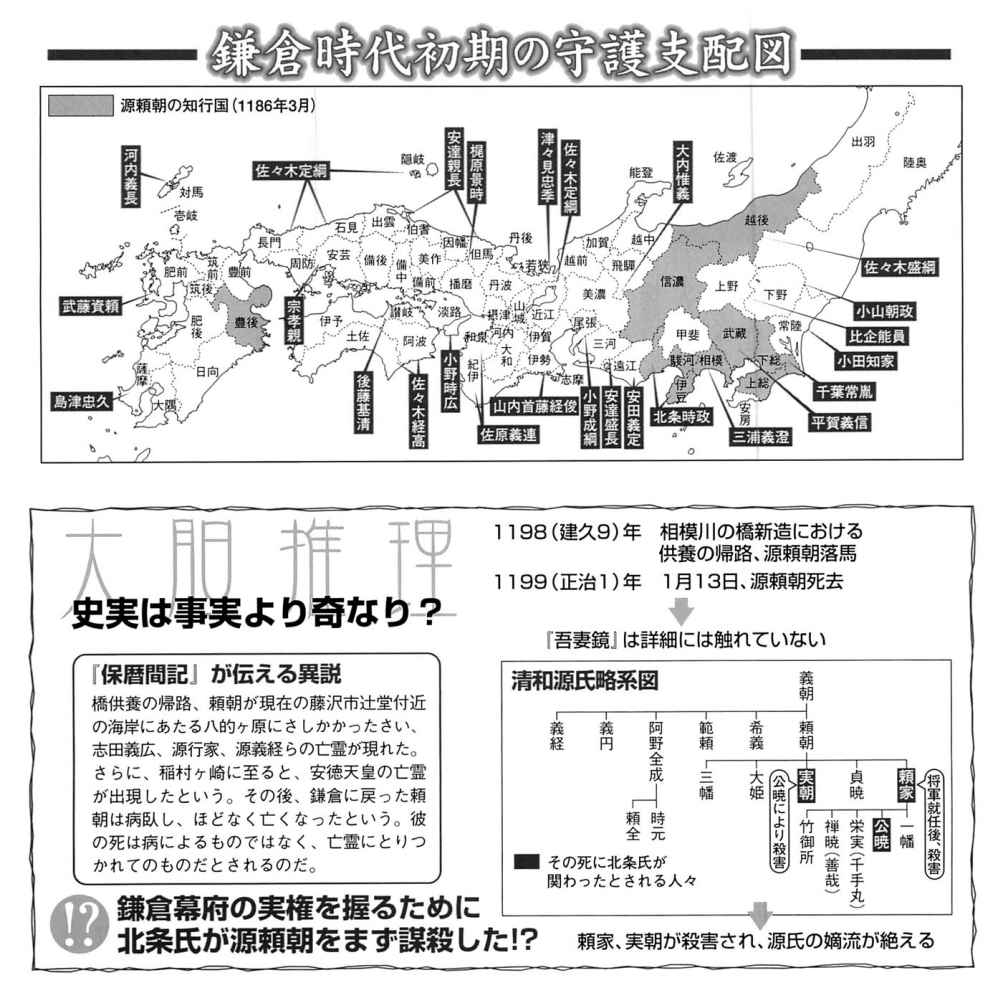 鎌倉時代初期の守護支配図
源頼朝の知行国（1186年3月）
河内義長
対馬
壱岐
佐々木定綱
隠岐
安達親長
梶原景時
津々見忠季
佐々木定綱
大内惟義
能登
佐渡
出羽
陸奥
越後
佐々木盛綱
長門
石見
出雲
伯耆
因幡
但馬
丹後
若狭
越前
加賀
越中
飛騨
信濃
上野
下野
小山朝政
比企能員
常陸
小田知家
周防
安芸
備後
備中
美作
備前
播磨
丹波
山城
近江
美濃
尾張
三河
遠江
甲斐
武蔵
駿河
相模
下総
上総
安房
伊豆
千葉常胤
平賀義信
三浦義澄
北条時政
安田義定
安達盛長
小野成綱
志摩
伊勢
伊賀
大和
河内
摂津
和泉
紀伊
山内首藤経俊
佐原義連
淡路
小野時広
讃岐
阿波
佐々木経高
後藤基清
伊予
土佐
宗孝親
筑前
豊前
肥前
筑後
豊後
肥後
日向
薩摩
大隅
武藤資頼
島津忠久
大胆推理
史実は事実より奇なり？
『保暦間記』が伝える異説
橋供養の帰路、頼朝が現在の藤沢市辻堂付近
の海岸にあたる八的ヶ原にさしかかったさい、
志田義広、源行家、源義経らの亡霊が現れた。
さらに、稲村ヶ崎に至ると、安徳天皇の亡霊
が出現したという。その後、鎌倉に戻った頼
朝は病臥し、ほどなく亡くなったという。彼
の死は病によるものではなく、亡霊にとりつ
かれてのものだとされるのだ。
!?
鎌倉幕府の実権を握るために
北条氏が源頼朝をまず謀殺した!?
1198（建久9）年　相模川の橋新造における
供養の帰路、源頼朝落馬
1199（正治1）年　1月13日、源頼朝死去
『吾妻鏡』は詳細には触れていない
清和源氏略系図
義朝
義経
義円
阿野全成
範頼
希義
頼朝
頼全
時元
三幡
大姫
実朝
公暁により殺害
貞暁
頼家
将軍就任後、殺害
竹御所
禅暁（善哉）
栄実（千手丸）
公暁
一幡
その死に北条氏が
関わったとされる人々
頼家、実朝が殺害され、源氏の嫡流が絶える